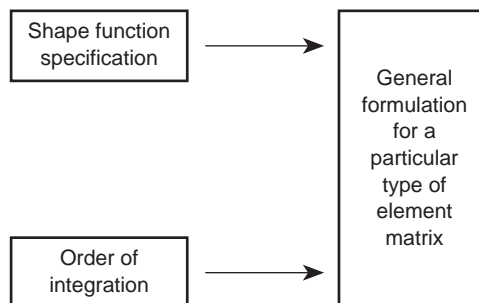 Shape function
specification
General
formulation
for a
particular
type of
element
matrix
Order of
integration